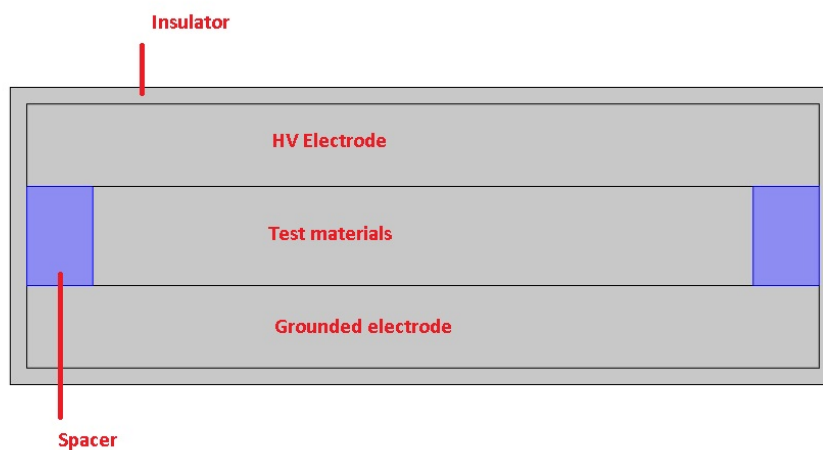 Insulator
HV Electrode
Test materials
Grounded electrode
Spacer